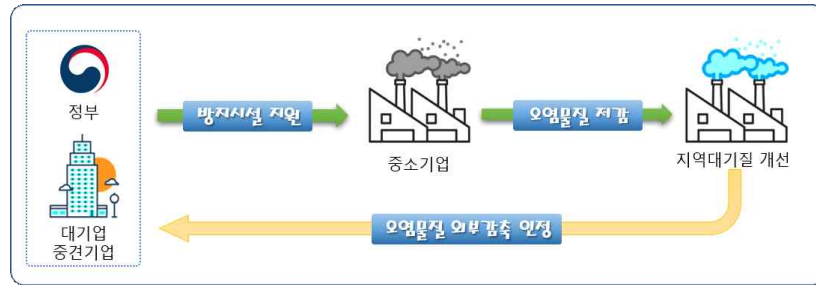 정부
대기업
중견기업
방지시설 지원
중소기업
오염물질 저감
지역대기질 개선
오염물질 외부감축 인정